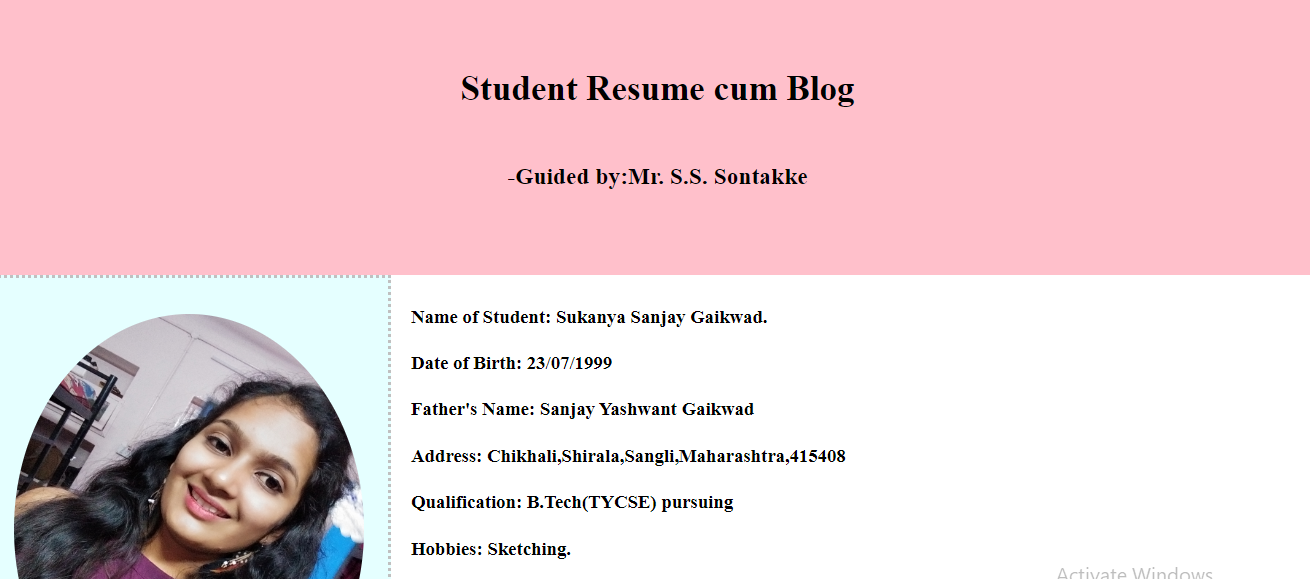 Student Resume cum Blog
-Guided by:Mr. S.S. Sontakke
Name of Student: Sukanya Sanjay Gaikwad.
Date of Birth: 23/07/1999
Father's Name: Sanjay Yashwant Gaikwad
Address: Chikhali,Shirala,Sangli,Maharashtra,415408
Qualification: B.Tech(TYCSE) pursuing
Hobbies: Sketching.
Activate Windows